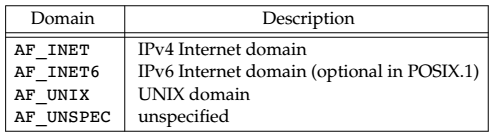 Domain Description
AF_INET IPv4 Internet domain
AF_INET6 IPv6 Internet domain (optional in POSIX.1)
AF_UNIX UNIX domain
AF_UNSPEC unspecified